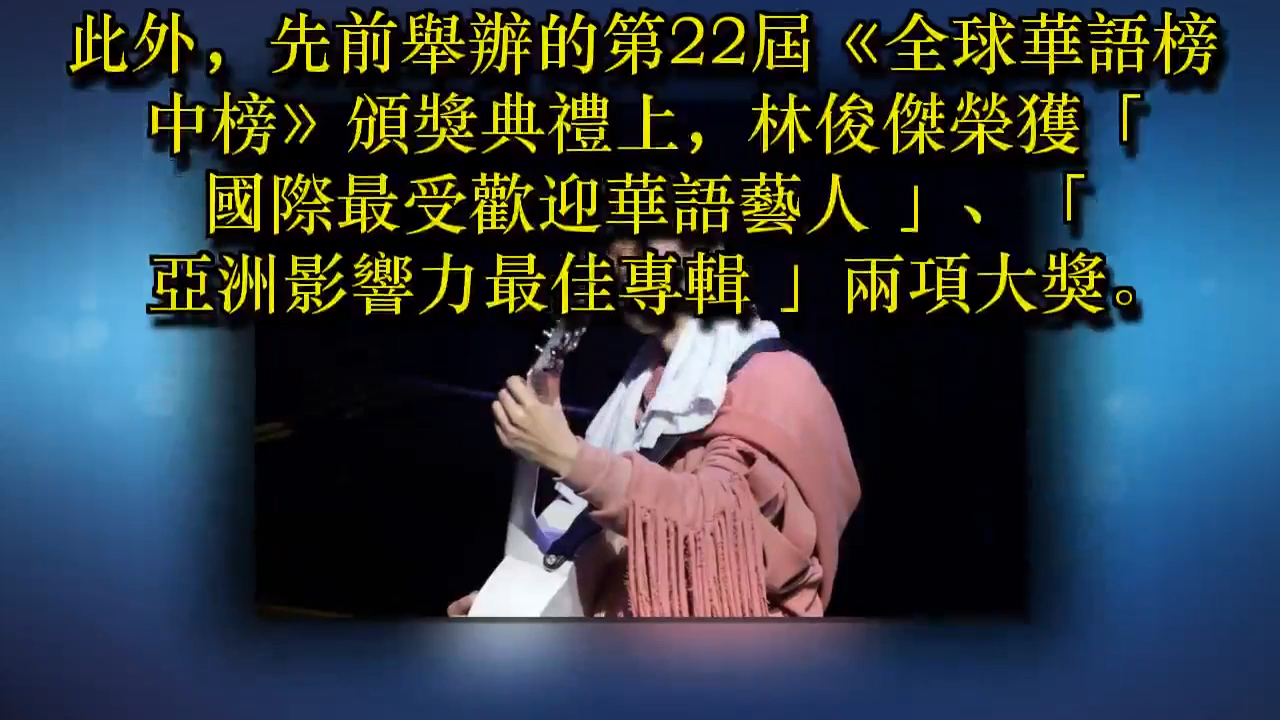 此外，先前舉辦的第22屆《全球華語榜
中榜》頒獎典禮上，林俊傑榮獲「
國際最受歡迎華語藝人 」、「
亞洲影響力最佳專輯 」兩項大獎。